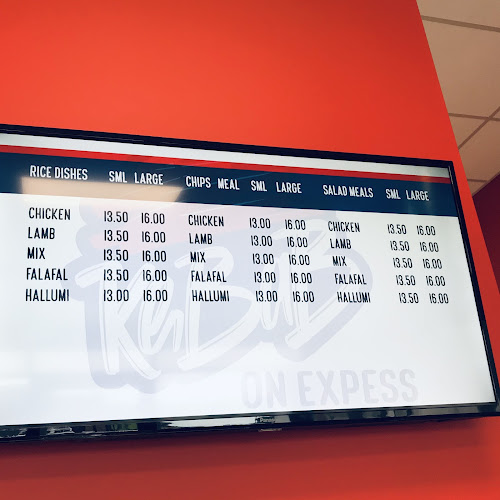 RICE DISHES SML LARGE
CHICKEN 13.50 16.00
LAMB 13.50 16.00
MIX 13.50 16.00
FALAFAL 13.50 16.00
HALLUMI 13.00 16.00
CHIPS MEAL SML LARGE
CHICKEN 13.00 16.00
LAMB 13.00 16.00
MIX 13.00 16.00
FALAFAL 13.00 16.00
HALLUMI 13.00 16.00
SALAD MEALS SML LARGE
CHICKEN 13.50 16.00
LAMB 13.50 16.00
MIX 13.50 16.00
FALAFAL 13.50 16.00
HALLUMI 13.50 16.00
KebuB
ON EXPESS
Panasonic